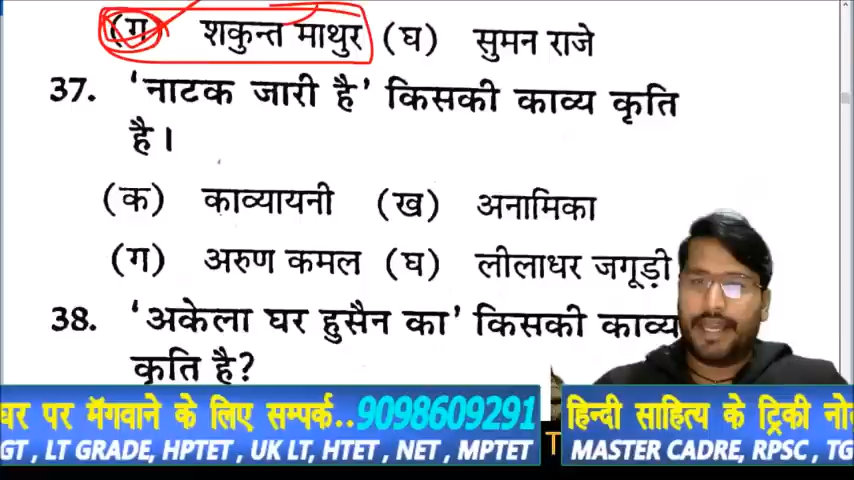 (ग) शकुन्त माथुर (घ) सुमन राजे
37. ‘नाटक जारी है’ किसकी काव्य कृति
है।
(क) काव्यायनी (ख) अनामिका
(ग) अरुण कमल (घ) लीलाधर जगूड़ी
38. ‘अकेला घर हुसैन का’ किसकी काव्य
कृति है?
घर पर मॅगवाने के लिए सम्पर्क..9098609291
हिन्दी साहित्य के ट्रिकी
GT , LT GRADE, HPTET , UK LT, HTET , NET , MPTET
MASTER CADRE, RPSC , TG